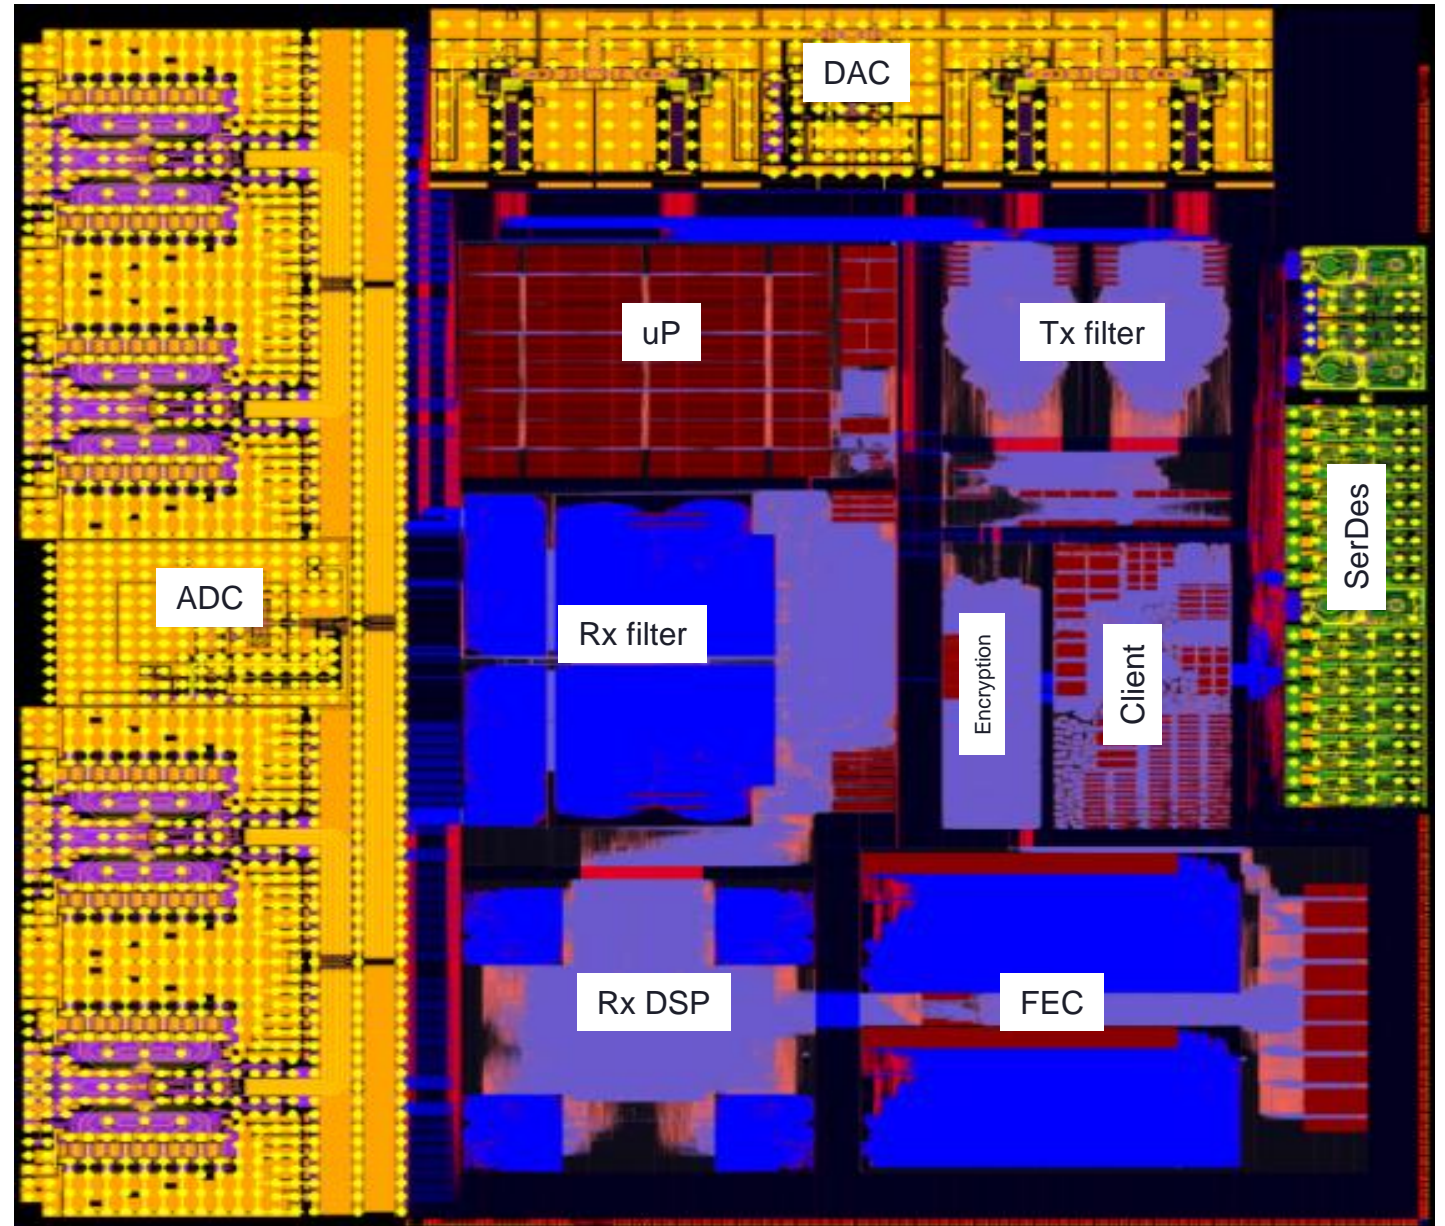 DAC
uP
Tx filter
SerDes
ADC
Rx filter
Encryption
Client
Rx DSP
FEC